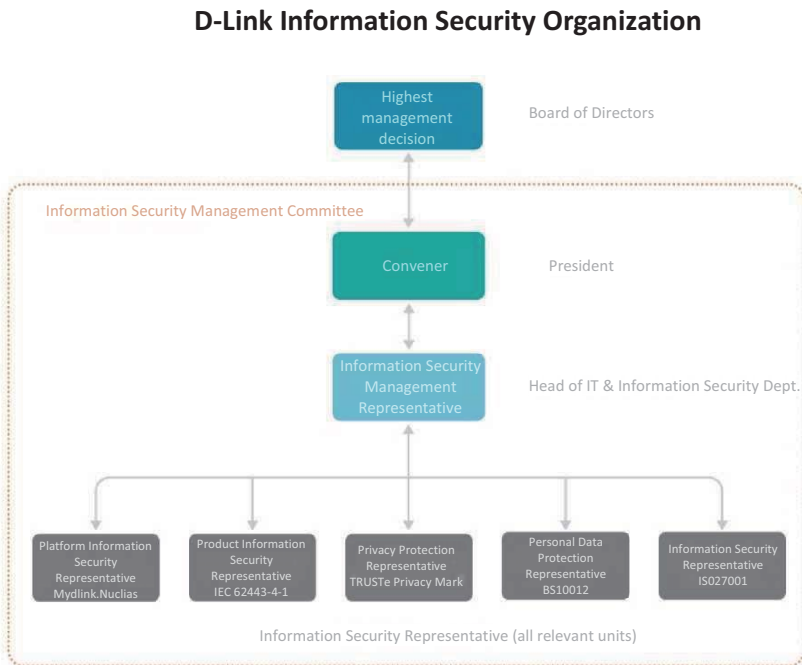 D-Link Information Security Organization
Highest
management
decision
Board of Directors
Information Security Management Committee
Convener
President
Information Security
Management
Representative
Head of IT & Information Security Dept.
Platform Information
Security
Representative
Mydlink.Nuclias
Product Information
Security
Representative
IEC 62443-4-1
Privacy Protection
Representative
TRUSTe Privacy Mark
Personal Data
Protection
Representative
BS10012
Information Security
Representative
IS027001
Information Security Representative (all relevant units)